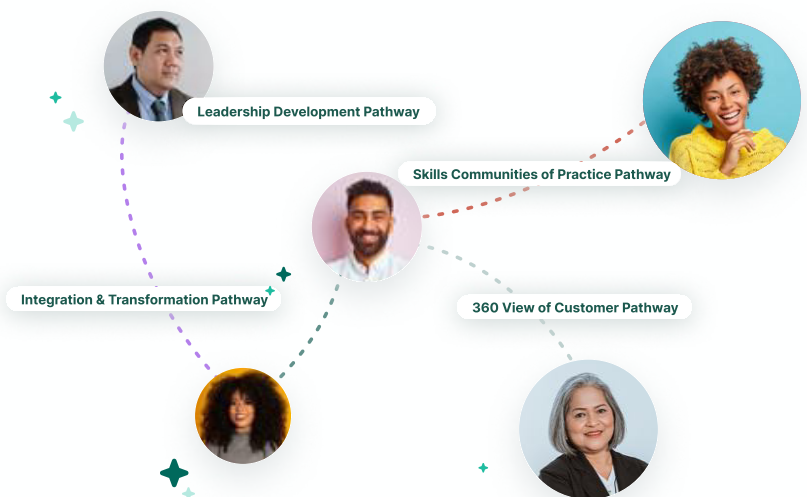 Leadership Development Pathway
Skills Communities of Practice Pathway
Integration & Transformation Pathway
360 View of Customer Pathway